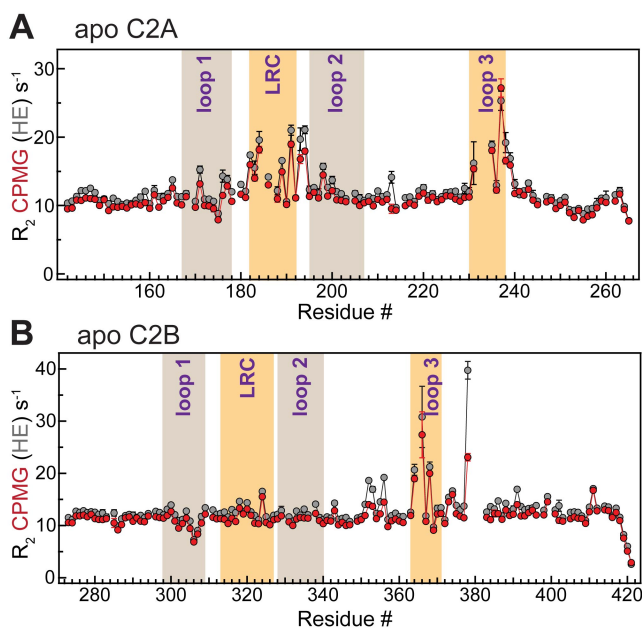 A apo C2A
R2 CPMG (HE) s-1
30
20
10
0
loop 1
LRC
loop 2
loop 3
160 180 200 220 240 260
Residue #
B apo C2B
R2 CPMG (HE) s-1
40
30
20
10
0
loop 1
LRC
loop 2
loop 3
280 300 320 340 360 380 400 420
Residue #